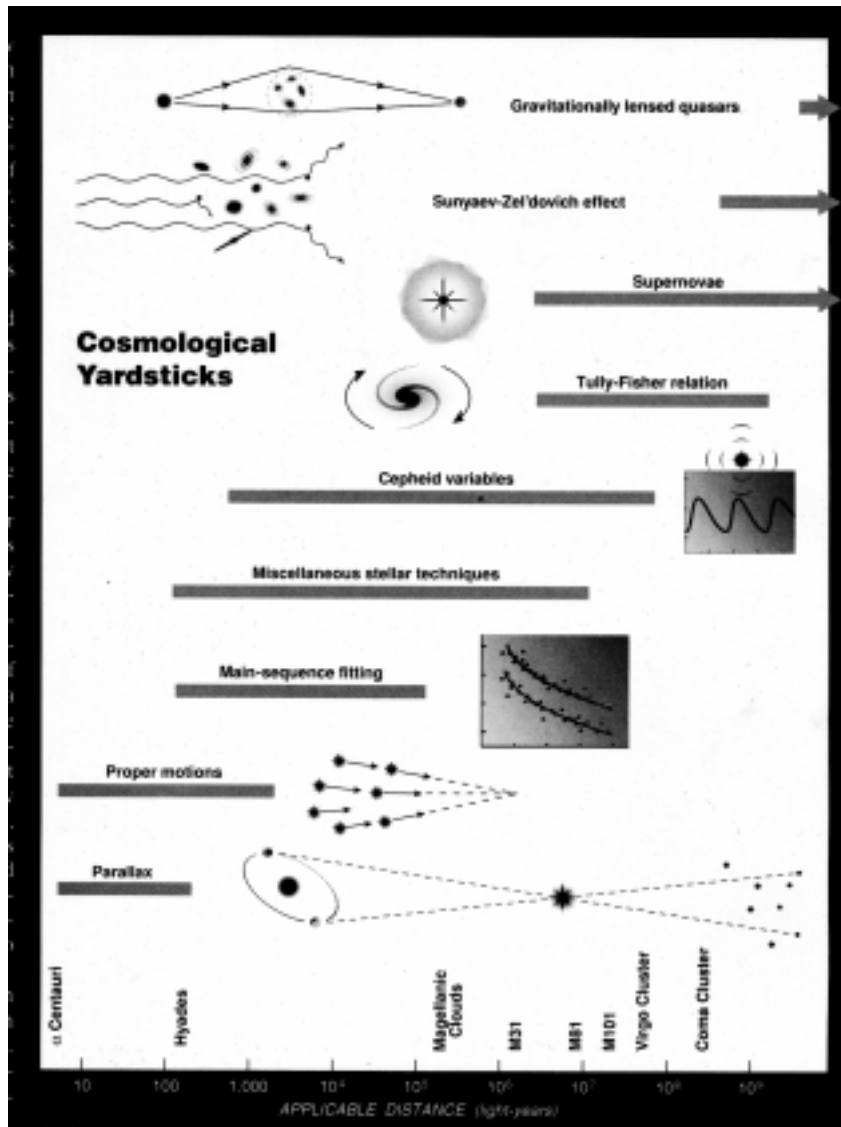 Gravitationally lensed quasars
Sunyaev-Zel'dovich effect
Supernovae
Cosmological
Yardsticks
Tully-Fisher relation
Cepheid variables
Miscellaneous stellar techniques
Main-sequence fitting
Proper motions
Parallax
α Centauri
Hyades
Magellanic
Clouds
M31
M81
M101
Virgo Cluster
Coma Cluster
10 100 1,000 10⁴ 10⁵ 10⁶ 10⁷ 10⁸ 10⁹
APPLICABLE DISTANCE (light-years)